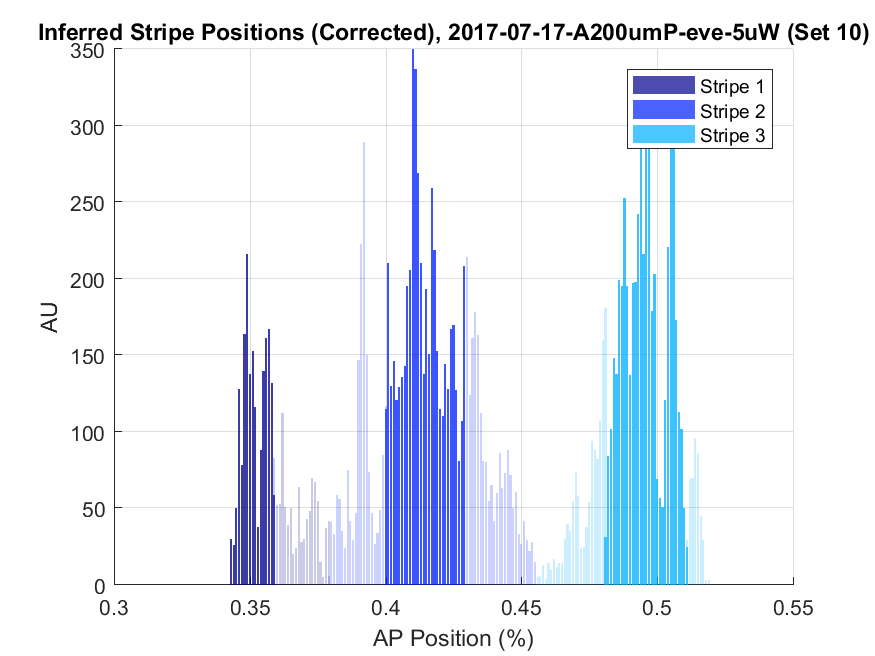 Inferred Stripe Positions (Corrected), 2017-07-17-A200umP-eve-5uW (Set 10)
350
300
250
200
150
100
50
0
AU
Stripe 1
Stripe 2
Stripe 3
0.3
0.35
0.4
0.45
0.5
0.55
AP Position (%)